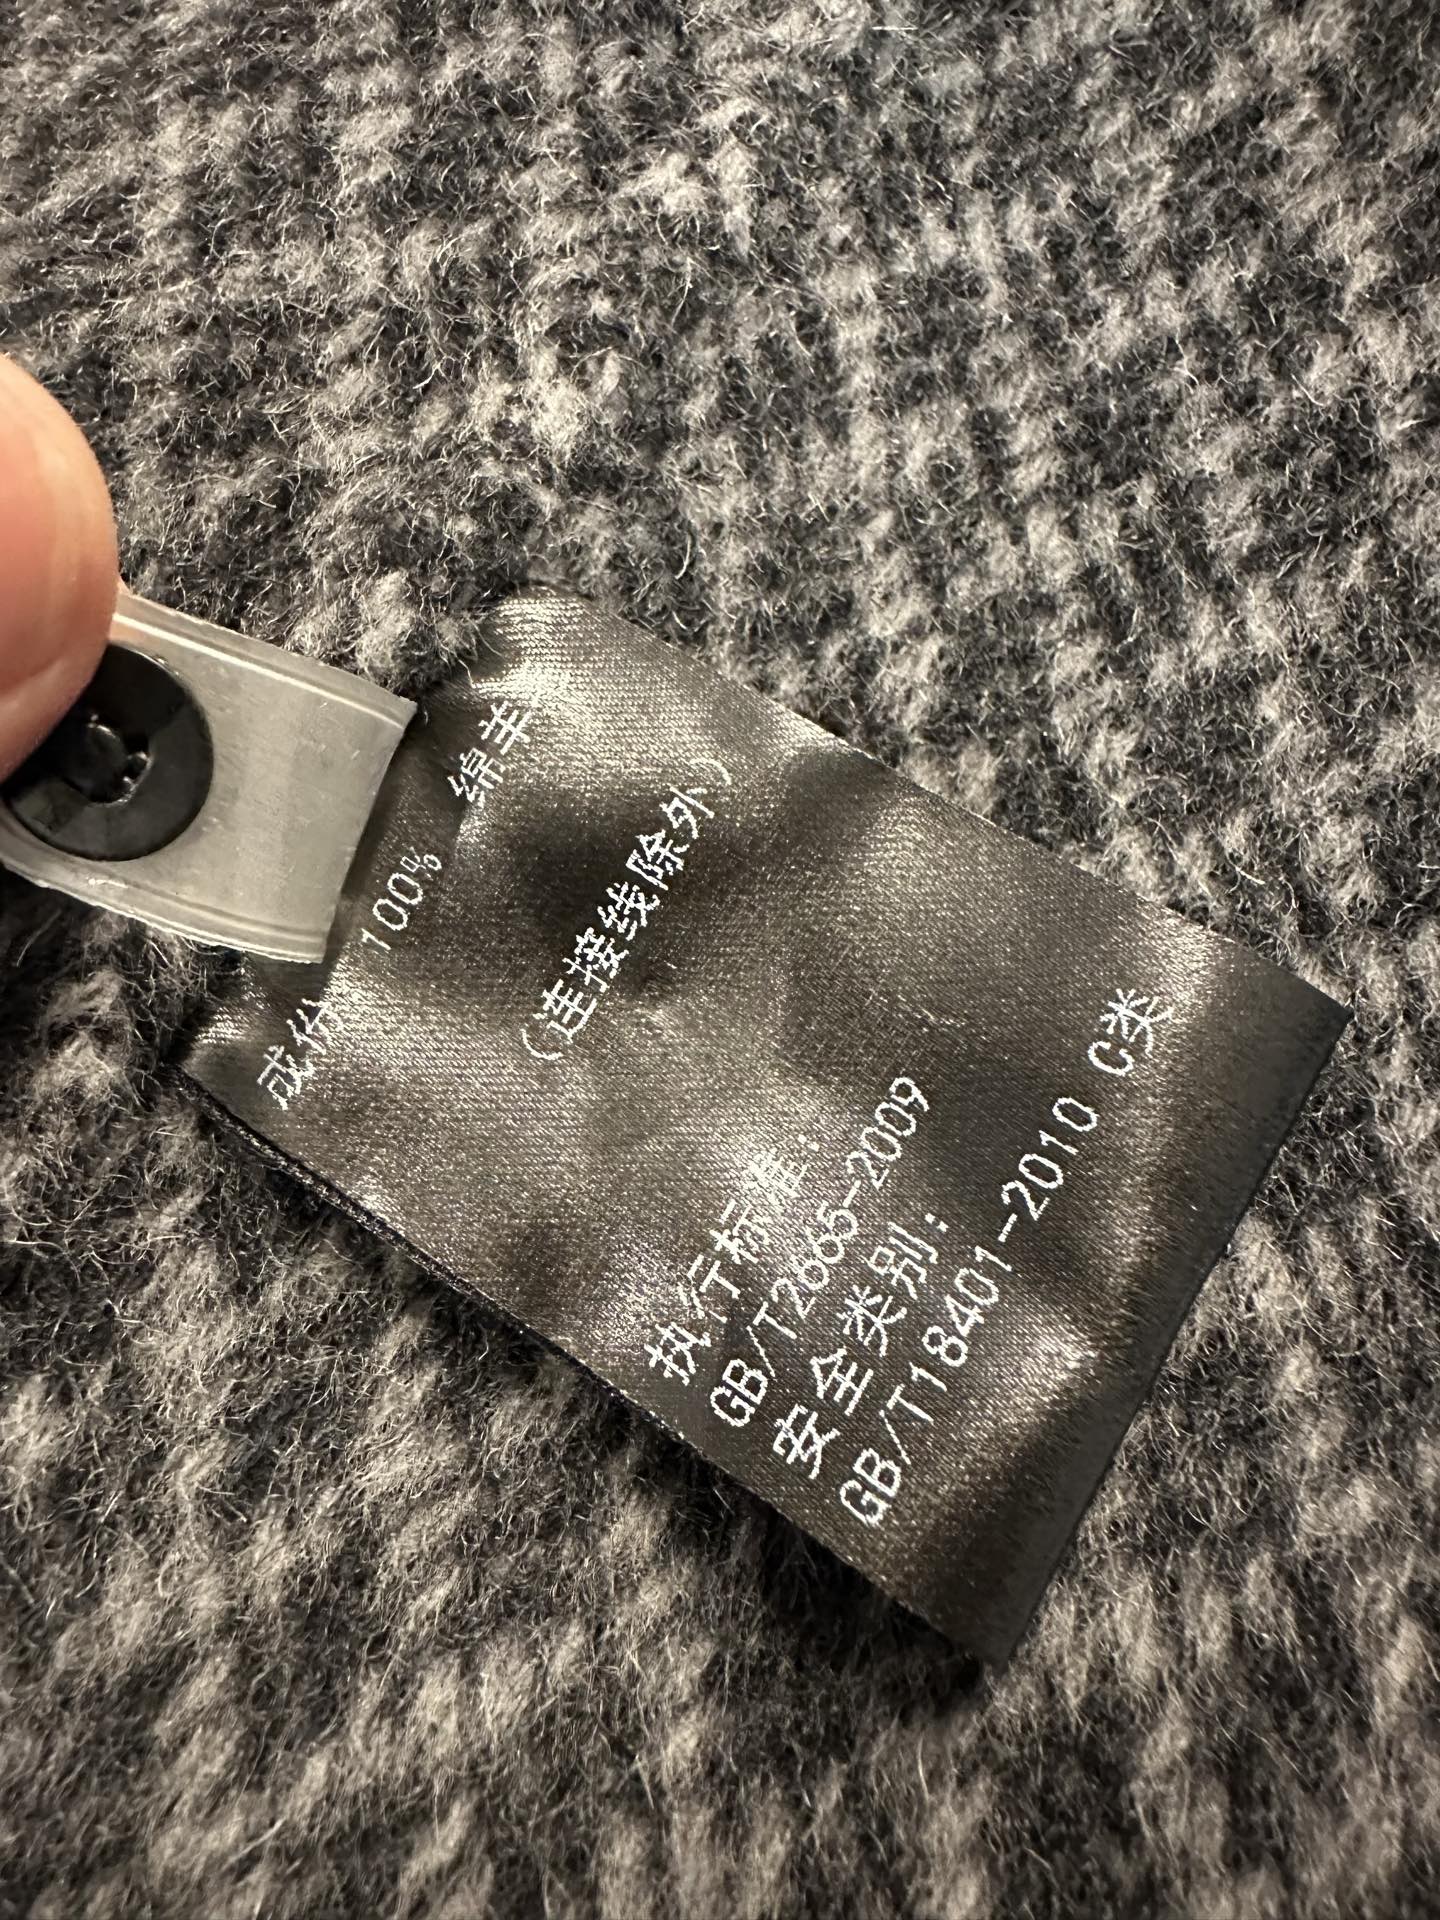 成份 100% 绵羊
(连接线除外)
执行标准:
GB/T2665-2009
安全类别:
GB/T18401-2010 C类